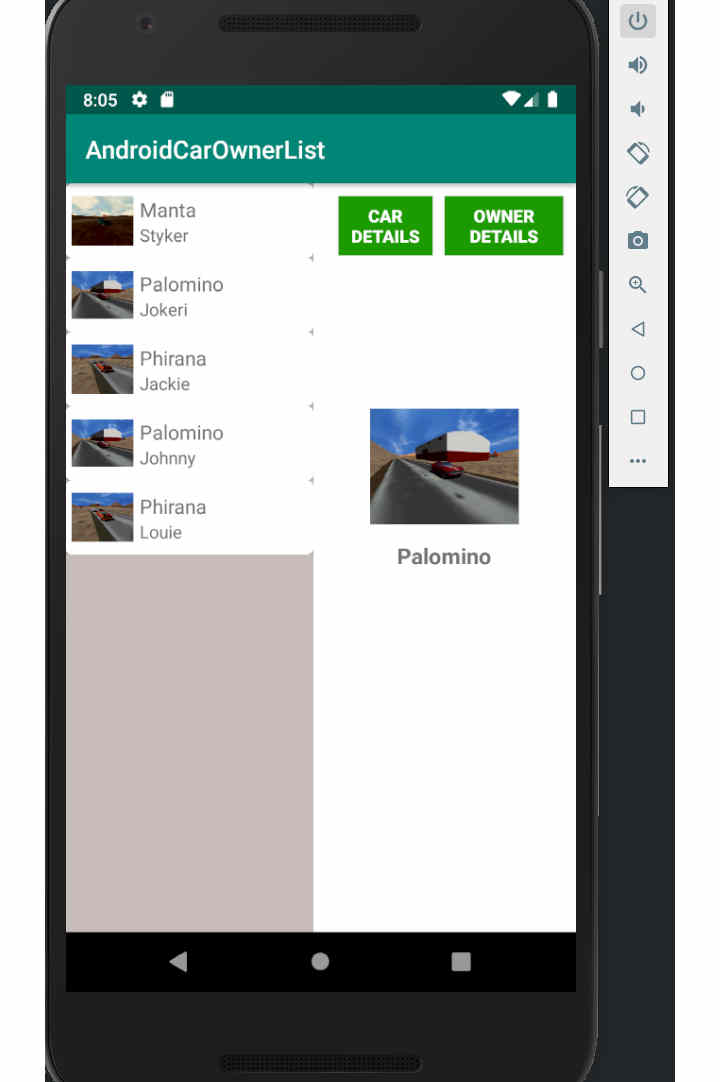 8:05
AndroidCarOwnerList
Manta
Styker
Palomino
Jokeri
Phirana
Jackie
Palomino
Johnny
Phirana
Louie
CAR
DETAILS
OWNER
DETAILS
Palomino